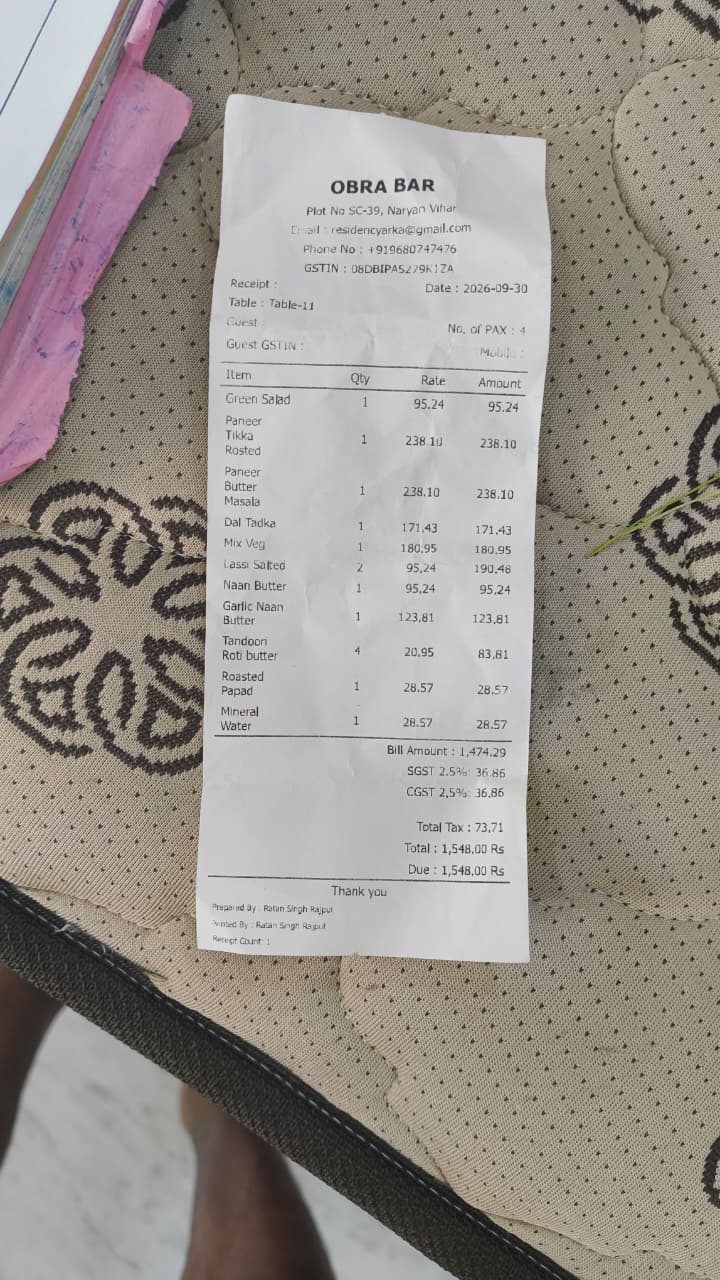 OBRA BAR
Plot No SC-39, Naryan Vihar
Email : residencyarka@gmail.com
Phone No : +919680747476
GSTIN : 08DBIPA5279K1ZA
Receipt :
Date : 2026-09-30
Table : Table-11
Guest :
No. of PAX : 4
Guest GSTIN :
Mobile :
Item Qty Rate Amount
Green Salad 1 95.24 95.24
Paneer
Tikka 1 238.10 238.10
Rosted
Paneer
Butter 1 238.10 238.10
Masala
Dal Tadka 1 171.43 171.43
Mix Veg 1 180.95 180.95
Lassi Salted 2 95.24 190.48
Naan Butter 1 95.24 95.24
Garlic Naan
Butter 1 123.81 123.81
Tandoori
Roti butter 4 20.95 83.81
Roasted
Papad 1 28.57 28.57
Mineral
Water 1 28.57 28.57
Bill Amount : 1,474.29
SGST 2.5%: 36.86
CGST 2.5%: 36.86
Total Tax : 73.71
Total : 1,548.00 Rs
Due : 1,548.00 Rs
Thank you
Prepared By : Ratan Singh Rajput
Printed By : Ratan Singh Rajput
Receipt Count: 1